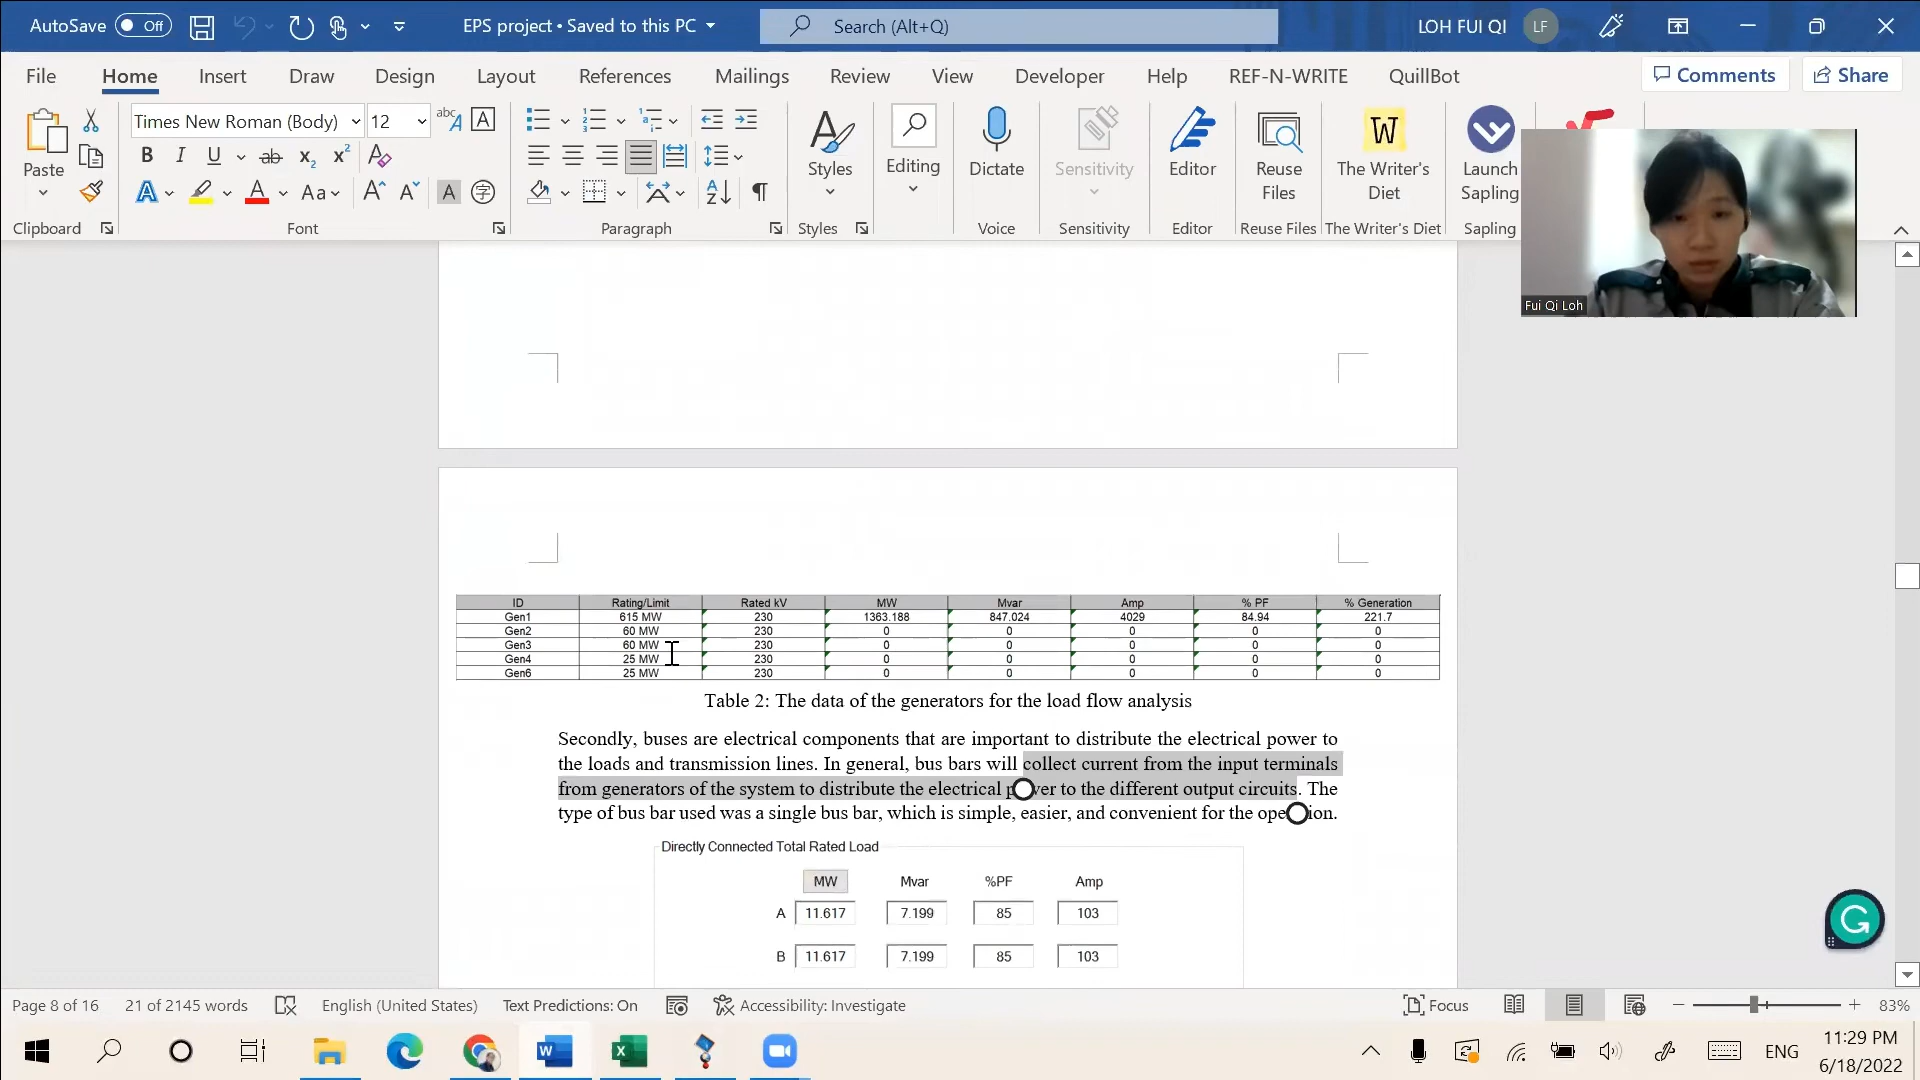 AutoSave Off EPS project • Saved to this PC Search (Alt+Q) LOH FUI QI LF
File Home Insert Draw Design Layout References Mailings Review View Developer Help REF-N-WRITE QuillBot Comments Share
Times New Roman (Body) 12
Paste
Styles
Editing
Dictate
Sensitivity
Editor
Reuse Files
The Writer's Diet
Launch Sapling
Clipboard Font Paragraph Styles Voice Sensitivity Editor Reuse Files The Writer's Diet Sapling
Fui Qi Loh
ID Rating/Limit Rated kV MW Mvar Amp % PF % Generation
Gen1 615 MW 230 1363.188 847.024 4029 84.94 221.7
Gen2 60 MW 230 0 0 0 0 0
Gen3 60 MW 230 0 0 0 0 0
Gen4 25 MW 230 0 0 0 0 0
Gen6 25 MW 230 0 0 0 0 0
Table 2: The data of the generators for the load flow analysis
Secondly, buses are electrical components that are important to distribute the electrical power to
the loads and transmission lines. In general, bus bars will collect current from the input terminals
from generators of the system to distribute the electrical power to the different output circuits. The
type of bus bar used was a single bus bar, which is simple, easier, and convenient for the operation.
Directly Connected Total Rated Load
MW Mvar %PF Amp
A 11.617 7.199 85 103
B 11.617 7.199 85 103
Page 8 of 16 21 of 2145 words English (United States) Text Predictions: On Accessibility: Investigate Focus 83%
ENG
11:29 PM
6/18/2022